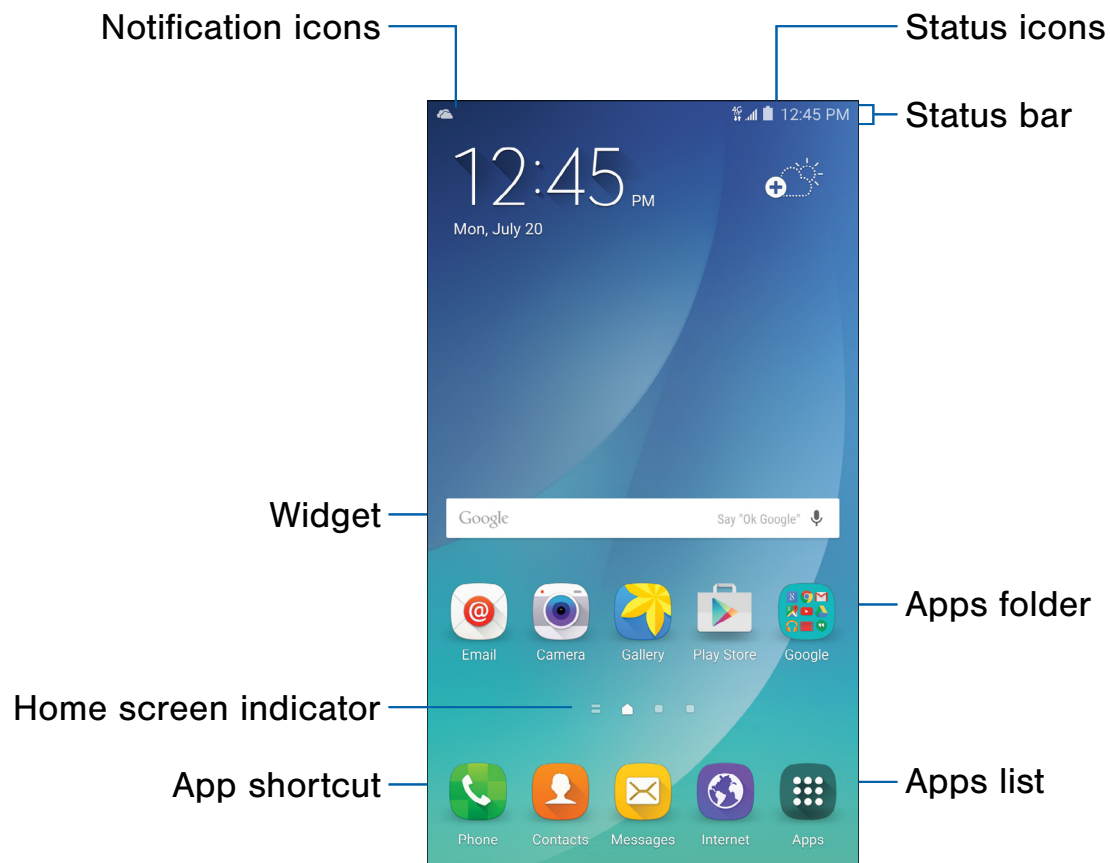 Notification icons
Status icons
4G 12:45 PM
Status bar
12:45 PM
Mon, July 20
Widget
Google Say "Ok Google"
Apps folder
@
Email Camera Gallery Play Store Google
Home screen indicator
App shortcut
Apps list
Phone Contacts Messages Internet Apps